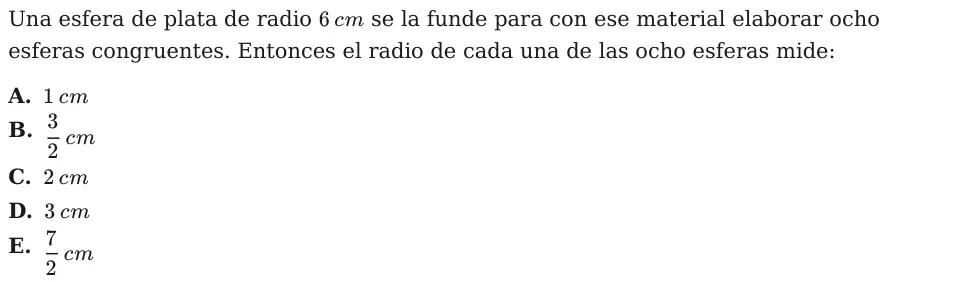 Una esfera de plata de radio 6 cm se la funde para con ese material elaborar ocho
esferas congruentes. Entonces el radio de cada una de las ocho esferas mide:
A. 1 cm
B. 3/2 cm
C. 2 cm
D. 3 cm
E. 7/2 cm